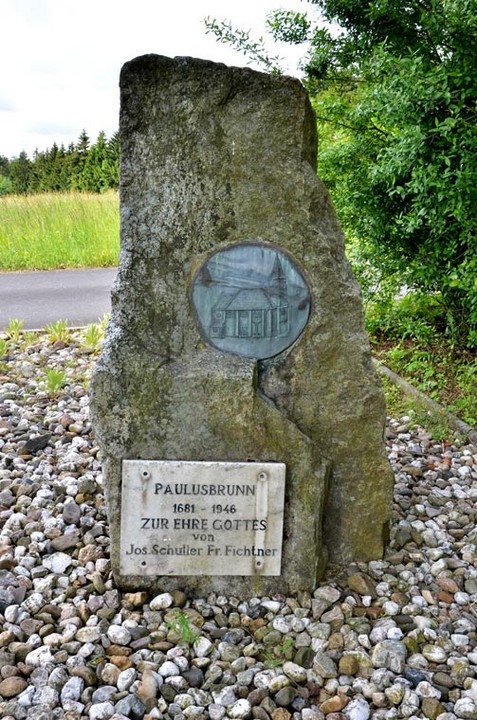 PAULUSBRUNN
1681 - 1946
ZUR EHRE GOTTES
von
Jos. Schuller Fr. Fichtner